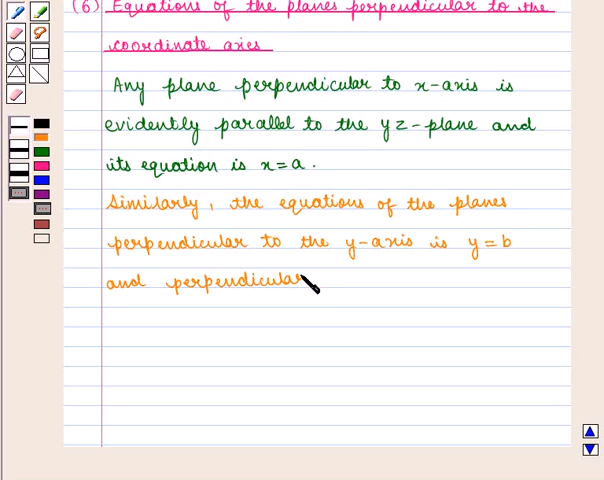 (6) Equations of the planes perpendicular to the
coordinate axies
Any plane perpendicular to x-axis is
evidently parallel to the yz-plane and
its equation is x=a.
Similarly, the equations of the planes
perpendicular to the y-axis is y=b
and perpendicular